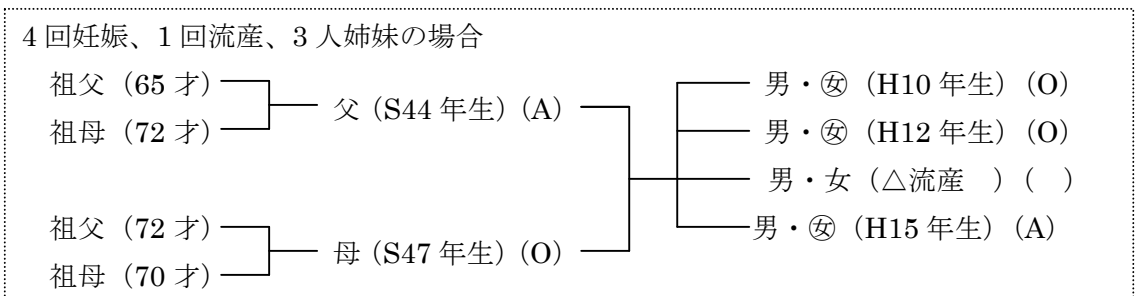 4回妊娠、1回流産、3人姉妹の場合
祖父（65才）
祖母（72才）
父（S44年生）（A）
祖父（72才）
祖母（70才）
母（S47年生）（O）
男・㊛（H10年生）（O）
男・㊛（H12年生）（O）
男・女（△流産　）（　）
男・㊛（H15年生）（A）